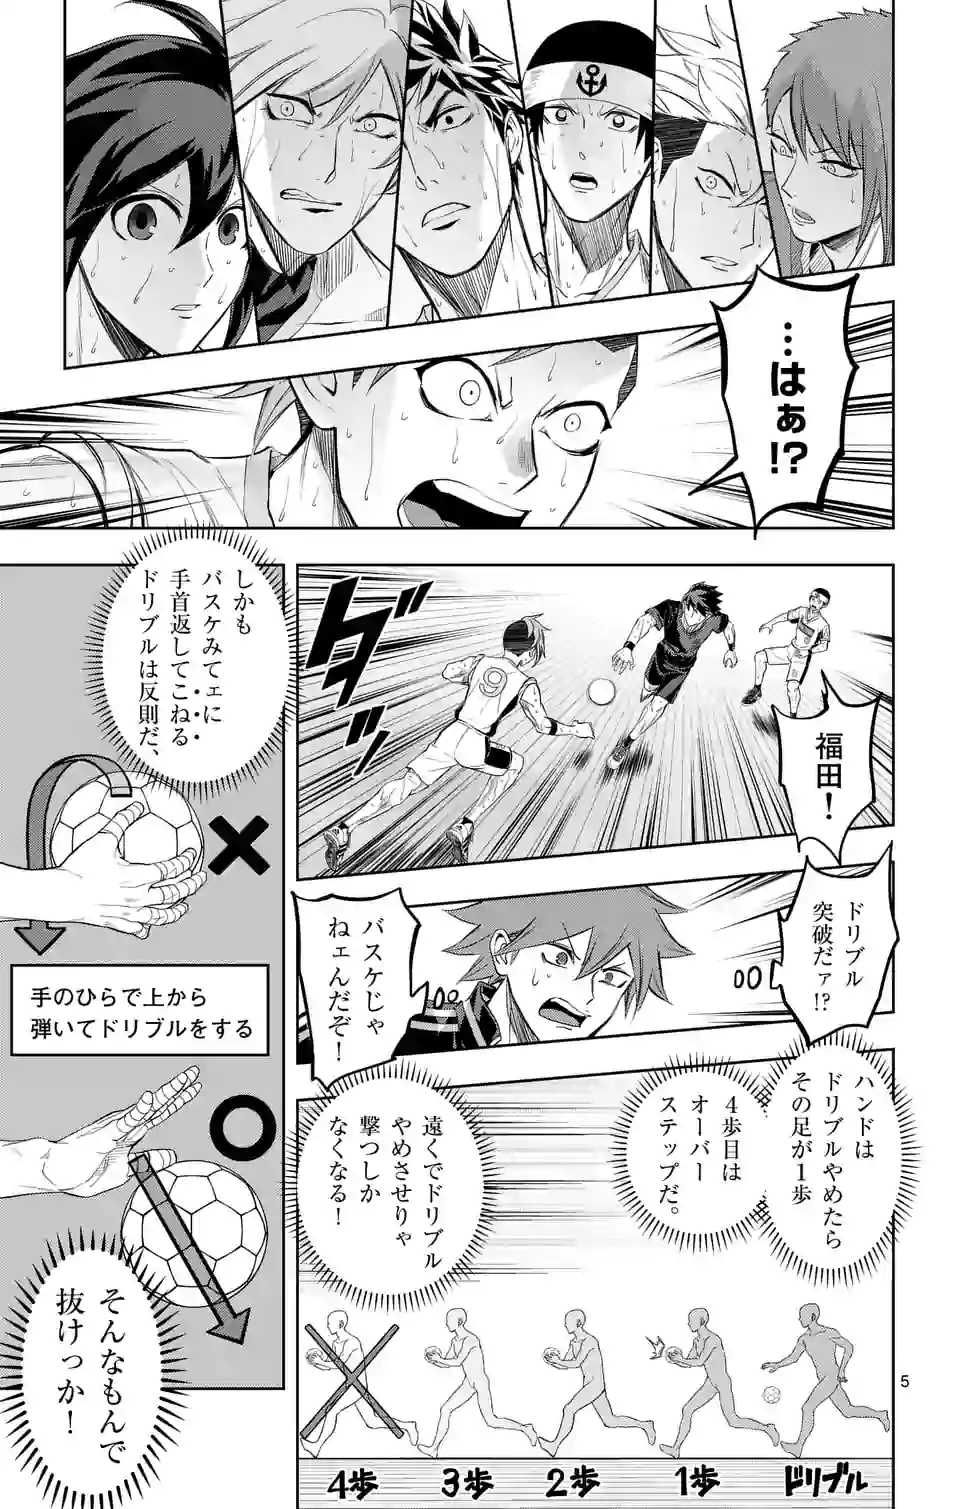 …はぁ!?
ダッ
9
福田！
ドリブル
突破だァ!?
バスケじゃ
ねェんだぞ！
ハンドは
ドリブルやめたら
その足が1歩
4歩目は
オーバー
ステップだ。
遠くでドリブル
やめさせりゃ
撃つしか
なくなる！
ドリブル
1歩
2歩
3歩
4歩
しかも
バスケみてェに
手首返してこねる
ドリブルは反則だ、
手のひらで上から
弾いてドリブルをする
そんなもんで
抜けっか！
5